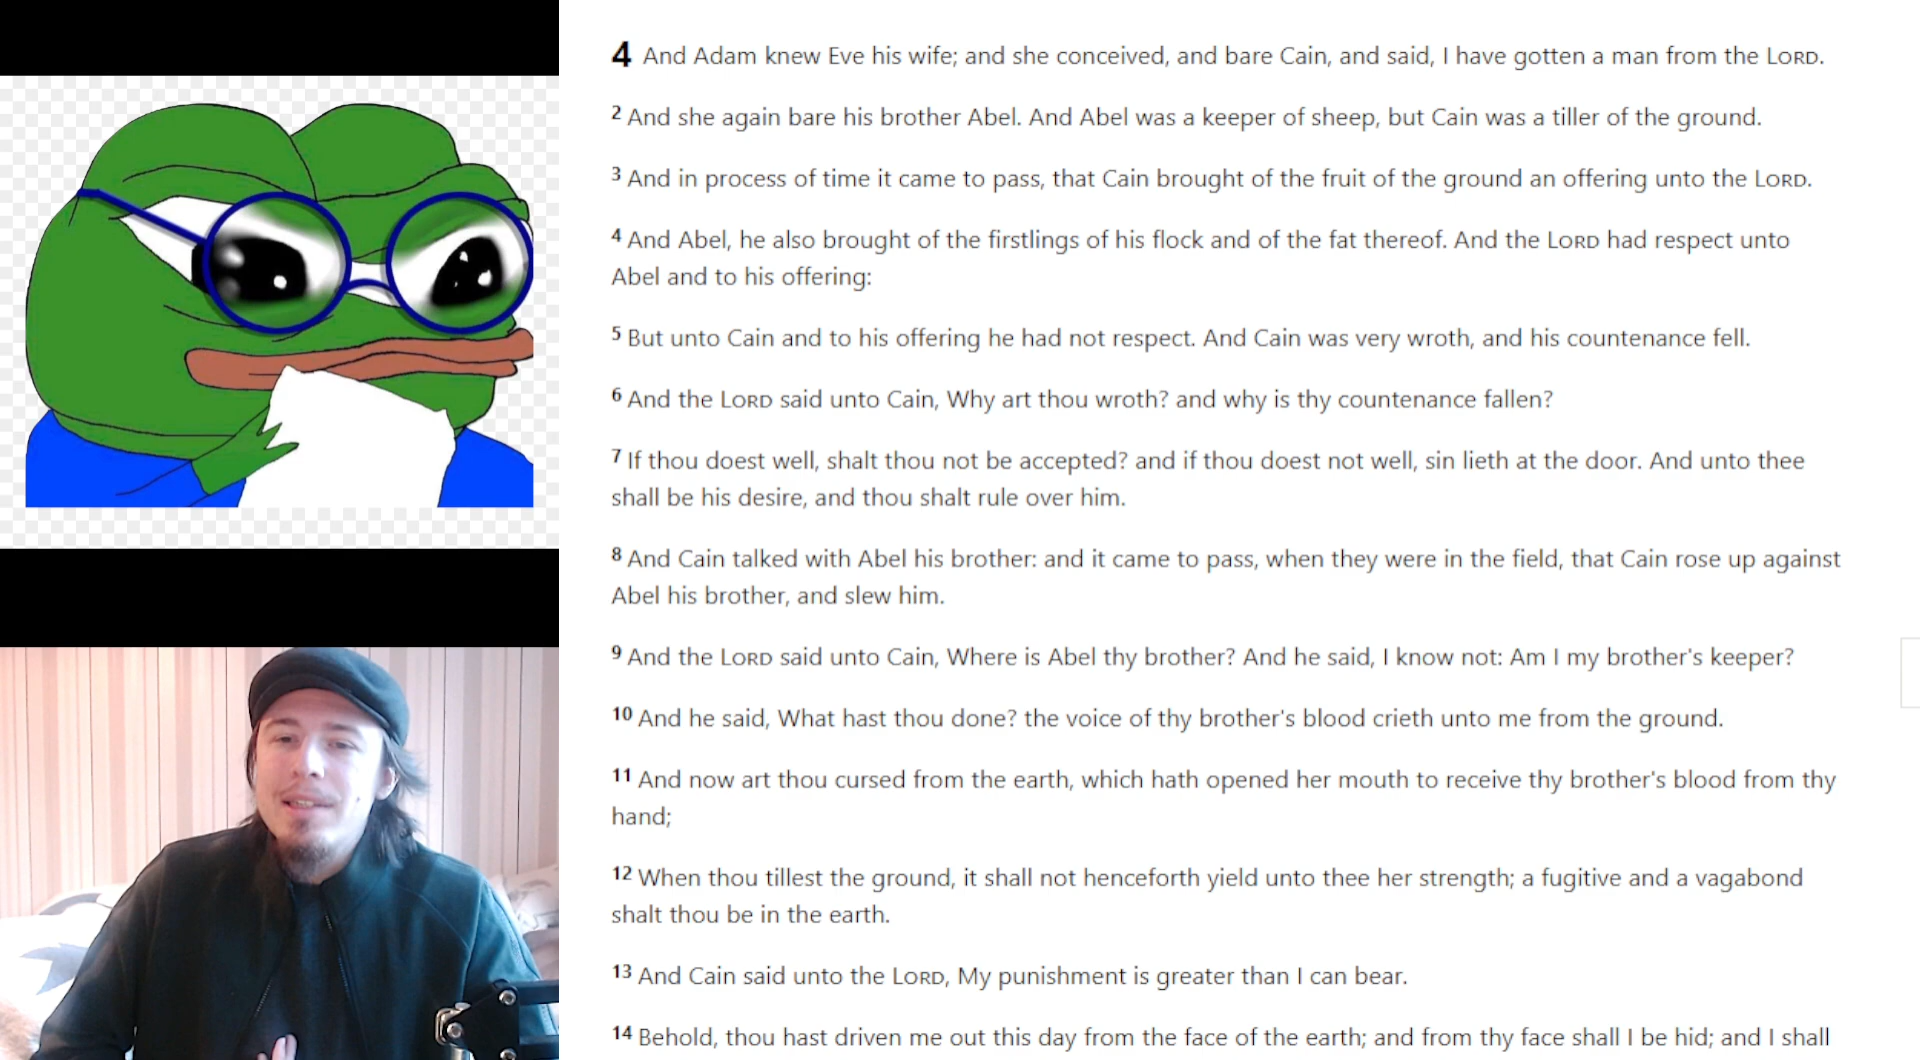 4 And Adam knew Eve his wife; and she conceived, and bare Cain, and said, I have gotten a man from the LORD.
2 And she again bare his brother Abel. And Abel was a keeper of sheep, but Cain was a tiller of the ground.
3 And in process of time it came to pass, that Cain brought of the fruit of the ground an offering unto the LORD.
4 And Abel, he also brought of the firstlings of his flock and of the fat thereof. And the LORD had respect unto
Abel and to his offering:
5 But unto Cain and to his offering he had not respect. And Cain was very wroth, and his countenance fell.
6 And the LORD said unto Cain, Why art thou wroth? and why is thy countenance fallen?
7 If thou doest well, shalt thou not be accepted? and if thou doest not well, sin lieth at the door. And unto thee
shall be his desire, and thou shalt rule over him.
8 And Cain talked with Abel his brother: and it came to pass, when they were in the field, that Cain rose up against
Abel his brother, and slew him.
9 And the LORD said unto Cain, Where is Abel thy brother? And he said, I know not: Am I my brother's keeper?
10 And he said, What hast thou done? the voice of thy brother's blood crieth unto me from the ground.
11 And now art thou cursed from the earth, which hath opened her mouth to receive thy brother's blood from thy
hand;
12 When thou tillest the ground, it shall not henceforth yield unto thee her strength; a fugitive and a vagabond
shalt thou be in the earth.
13 And Cain said unto the LORD, My punishment is greater than I can bear.
14 Behold, thou hast driven me out this day from the face of the earth; and from thy face shall I be hid; and I shall